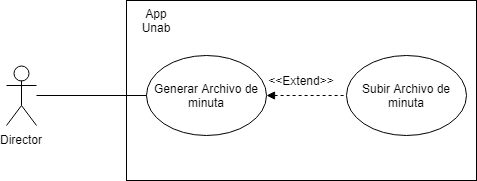 App
Unab
Generar Archivo de
minuta
<<Extend>>
Subir Archivo de
minuta
Director